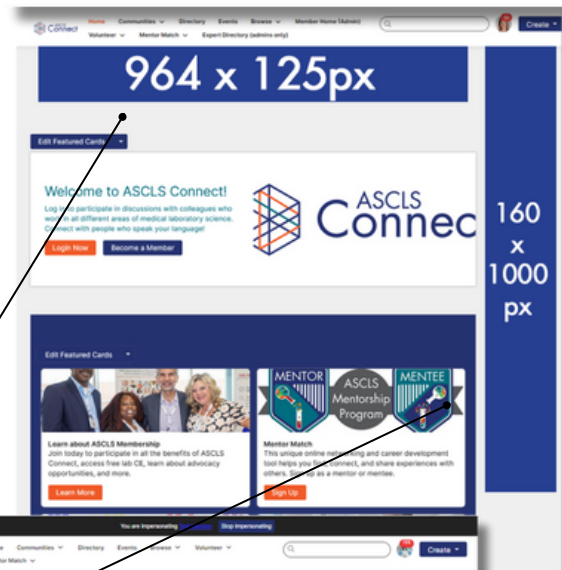 ASCLS
Connect
Home Communities Directory Events Browse Member Home (Admin)
Create
Volunteer Mentor Match Expert Directory (admins only)
964 x 125px
160
x
1000
px
Edit Featured Cards
Welcome to ASCLS Connect!
Log in to participate in discussions with colleagues who
work in all different areas of medical laboratory science.
Connect with people who speak your language!
Login Now Become a Member
ASCLS
Connec
Edit Featured Cards
MENTOR
ASCLS
Mentorship
Program
MENTEE
Learn about ASCLS Membership
Join today to participate in all the benefits of ASCLS
Connect, access free lab CE, learn about advocacy
opportunities, and more.
Learn More
Mentor Match
This unique online networking and career development
tool helps you find, connect, and share experiences with
others. Sign up as a mentor or mentee.
Sign Up
You are impersonating
Stop impersonating
Communities Directory Events Browse Volunteer
Create
Match